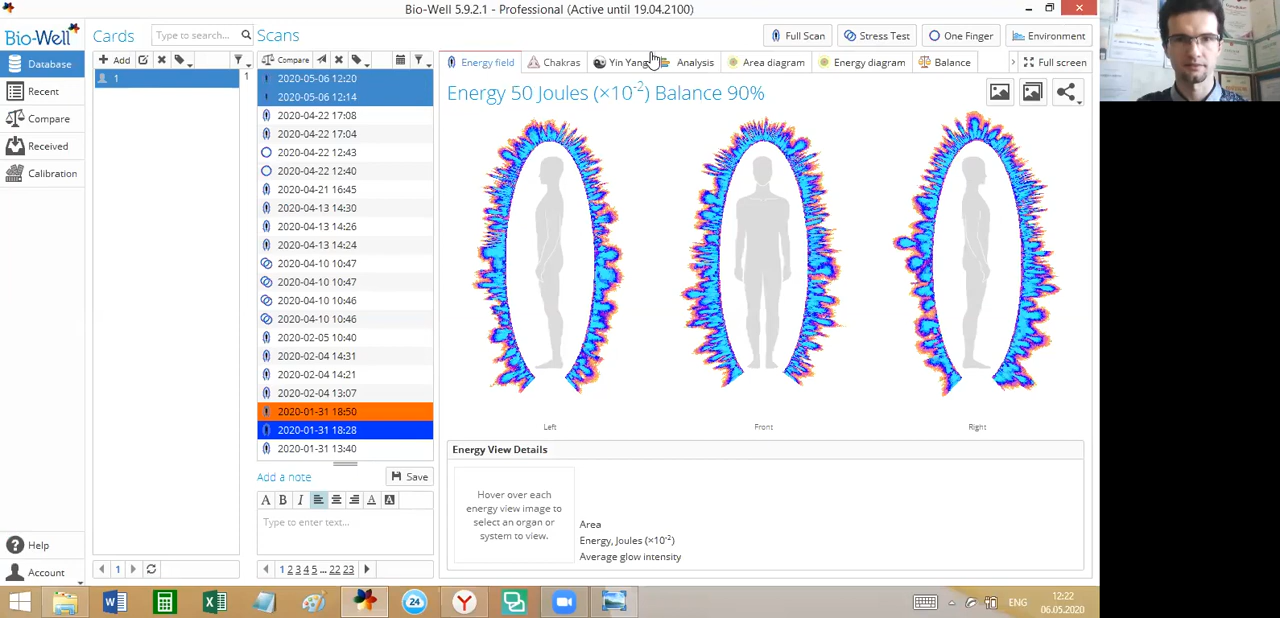 Bio-Well 5.9.2.1 - Professional (Active until 19.04.2100)
Bio-Well
Cards
Type to search...
Scans
Full Scan
Stress Test
One Finger
Environment
Database
Recent
Compare
Received
Calibration
Help
Account
Add
1
1
1
Compare
2020-05-06 12:20
2020-05-06 12:14
2020-04-22 17:08
2020-04-22 17:04
2020-04-22 12:43
2020-04-22 12:40
2020-04-21 16:45
2020-04-13 14:30
2020-04-13 14:26
2020-04-13 14:24
2020-04-10 10:47
2020-04-10 10:47
2020-04-10 10:46
2020-04-10 10:46
2020-02-05 10:40
2020-02-04 14:31
2020-02-04 14:21
2020-02-04 13:07
2020-01-31 18:50
2020-01-31 18:28
2020-01-31 13:40
Add a note
Save
A B I A A
Type to enter text...
1 2 3 4 5 ... 22 23
Energy field
Chakras
Yin Yang
Analysis
Area diagram
Energy diagram
Balance
Full screen
Energy 50 Joules (×10⁻²) Balance 90%
Left
Front
Right
Energy View Details
Hover over each
energy view image to
select an organ or
system to view.
Area
Energy, Joules (×10⁻²)
Average glow intensity
24
ENG
12:22
06.05.2020